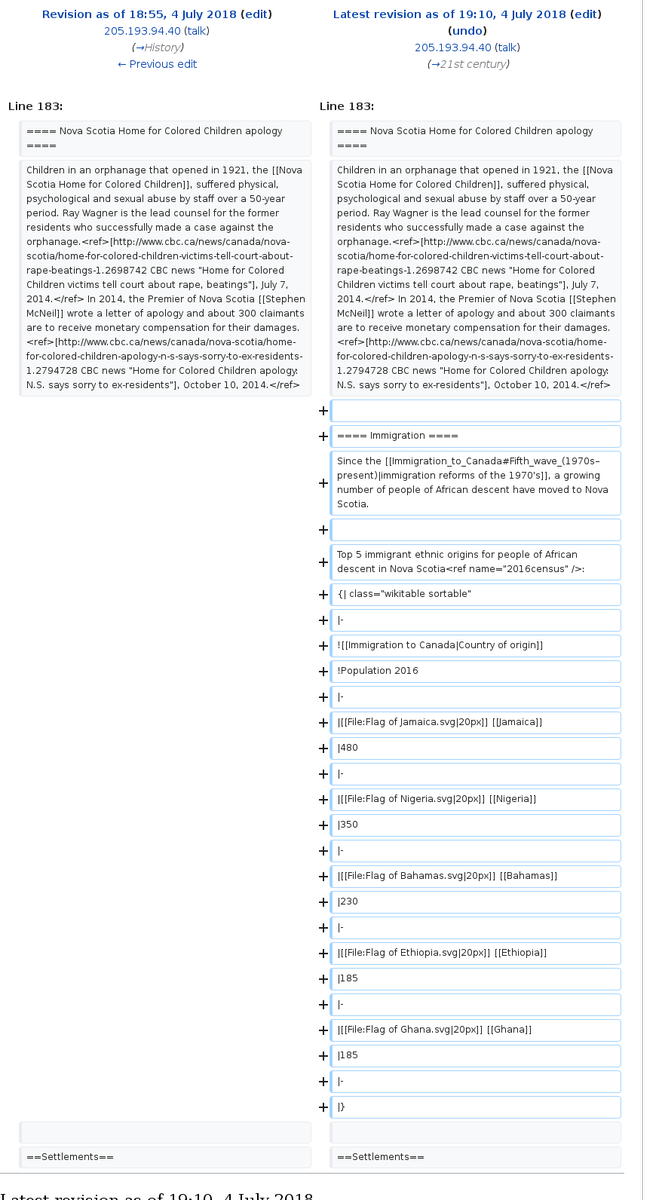 Revision as of 18:55, 4 July 2018 (edit)
205.193.94.40 (talk)
(→History)
← Previous edit
Latest revision as of 19:10, 4 July 2018 (edit)
(undo)
205.193.94.40 (talk)
(→21st century)
Line 183:
Line 183:
==== Nova Scotia Home for Colored Children apology
====
==== Nova Scotia Home for Colored Children apology
====
Children in an orphanage that opened in 1921, the [[Nova
Scotia Home for Colored Children]], suffered physical,
psychological and sexual abuse by staff over a 50-year
period. Ray Wagner is the lead counsel for the former
residents who successfully made a case against the
orphanage.<ref>[http://www.cbc.ca/news/canada/nova-
scotia/home-for-colored-children-victims-tell-court-about-
rape-beatings-1.2698742 CBC news "Home for Colored
Children victims tell court about rape, beatings"], July 7,
2014.</ref> In 2014, the Premier of Nova Scotia [[Stephen
McNeil]] wrote a letter of apology and about 300 claimants
are to receive monetary compensation for their damages.
<ref>[http://www.cbc.ca/news/canada/nova-scotia/home-
for-colored-children-apology-n-s-says-sorry-to-ex-residents-
1.2794728 CBC news "Home for Colored Children apology:
N.S. says sorry to ex-residents"], October 10, 2014.</ref>
Children in an orphanage that opened in 1921, the [[Nova
Scotia Home for Colored Children]], suffered physical,
psychological and sexual abuse by staff over a 50-year
period. Ray Wagner is the lead counsel for the former
residents who successfully made a case against the
orphanage.<ref>[http://www.cbc.ca/news/canada/nova-
scotia/home-for-colored-children-victims-tell-court-about-
rape-beatings-1.2698742 CBC news "Home for Colored
Children victims tell court about rape, beatings"], July 7,
2014.</ref> In 2014, the Premier of Nova Scotia [[Stephen
McNeil]] wrote a letter of apology and about 300 claimants
are to receive monetary compensation for their damages.
<ref>[http://www.cbc.ca/news/canada/nova-scotia/home-
for-colored-children-apology-n-s-says-sorry-to-ex-residents-
1.2794728 CBC news "Home for Colored Children apology:
N.S. says sorry to ex-residents"], October 10, 2014.</ref>
+
+ ==== Immigration ====
Since the [[Immigration_to_Canada#Fifth_wave_(1970s–
+ present)|immigration reforms of the 1970's]], a growing
number of people of African descent have moved to Nova
Scotia.
+
Top 5 immigrant ethnic origins for people of African
+ descent in Nova Scotia<ref name="2016census" />:
+ {| class="wikitable sortable"
+ |-
+ ![[Immigration to Canada|Country of origin]]
+ !Population 2016
+ |-
+ |[[File:Flag of Jamaica.svg|20px]] [[Jamaica]]
+ |480
+ |-
+ |[[File:Flag of Nigeria.svg|20px]] [[Nigeria]]
+ |350
+ |-
+ |[[File:Flag of Bahamas.svg|20px]] [[Bahamas]]
+ |230
+ |-
+ |[[File:Flag of Ethiopia.svg|20px]] [[Ethiopia]]
+ |185
+ |-
+ |[[File:Flag of Ghana.svg|20px]] [[Ghana]]
+ |185
+ |-
+ |}
==Settlements==
==Settlements==
Latest revision as of 19:10, 4 July 2018